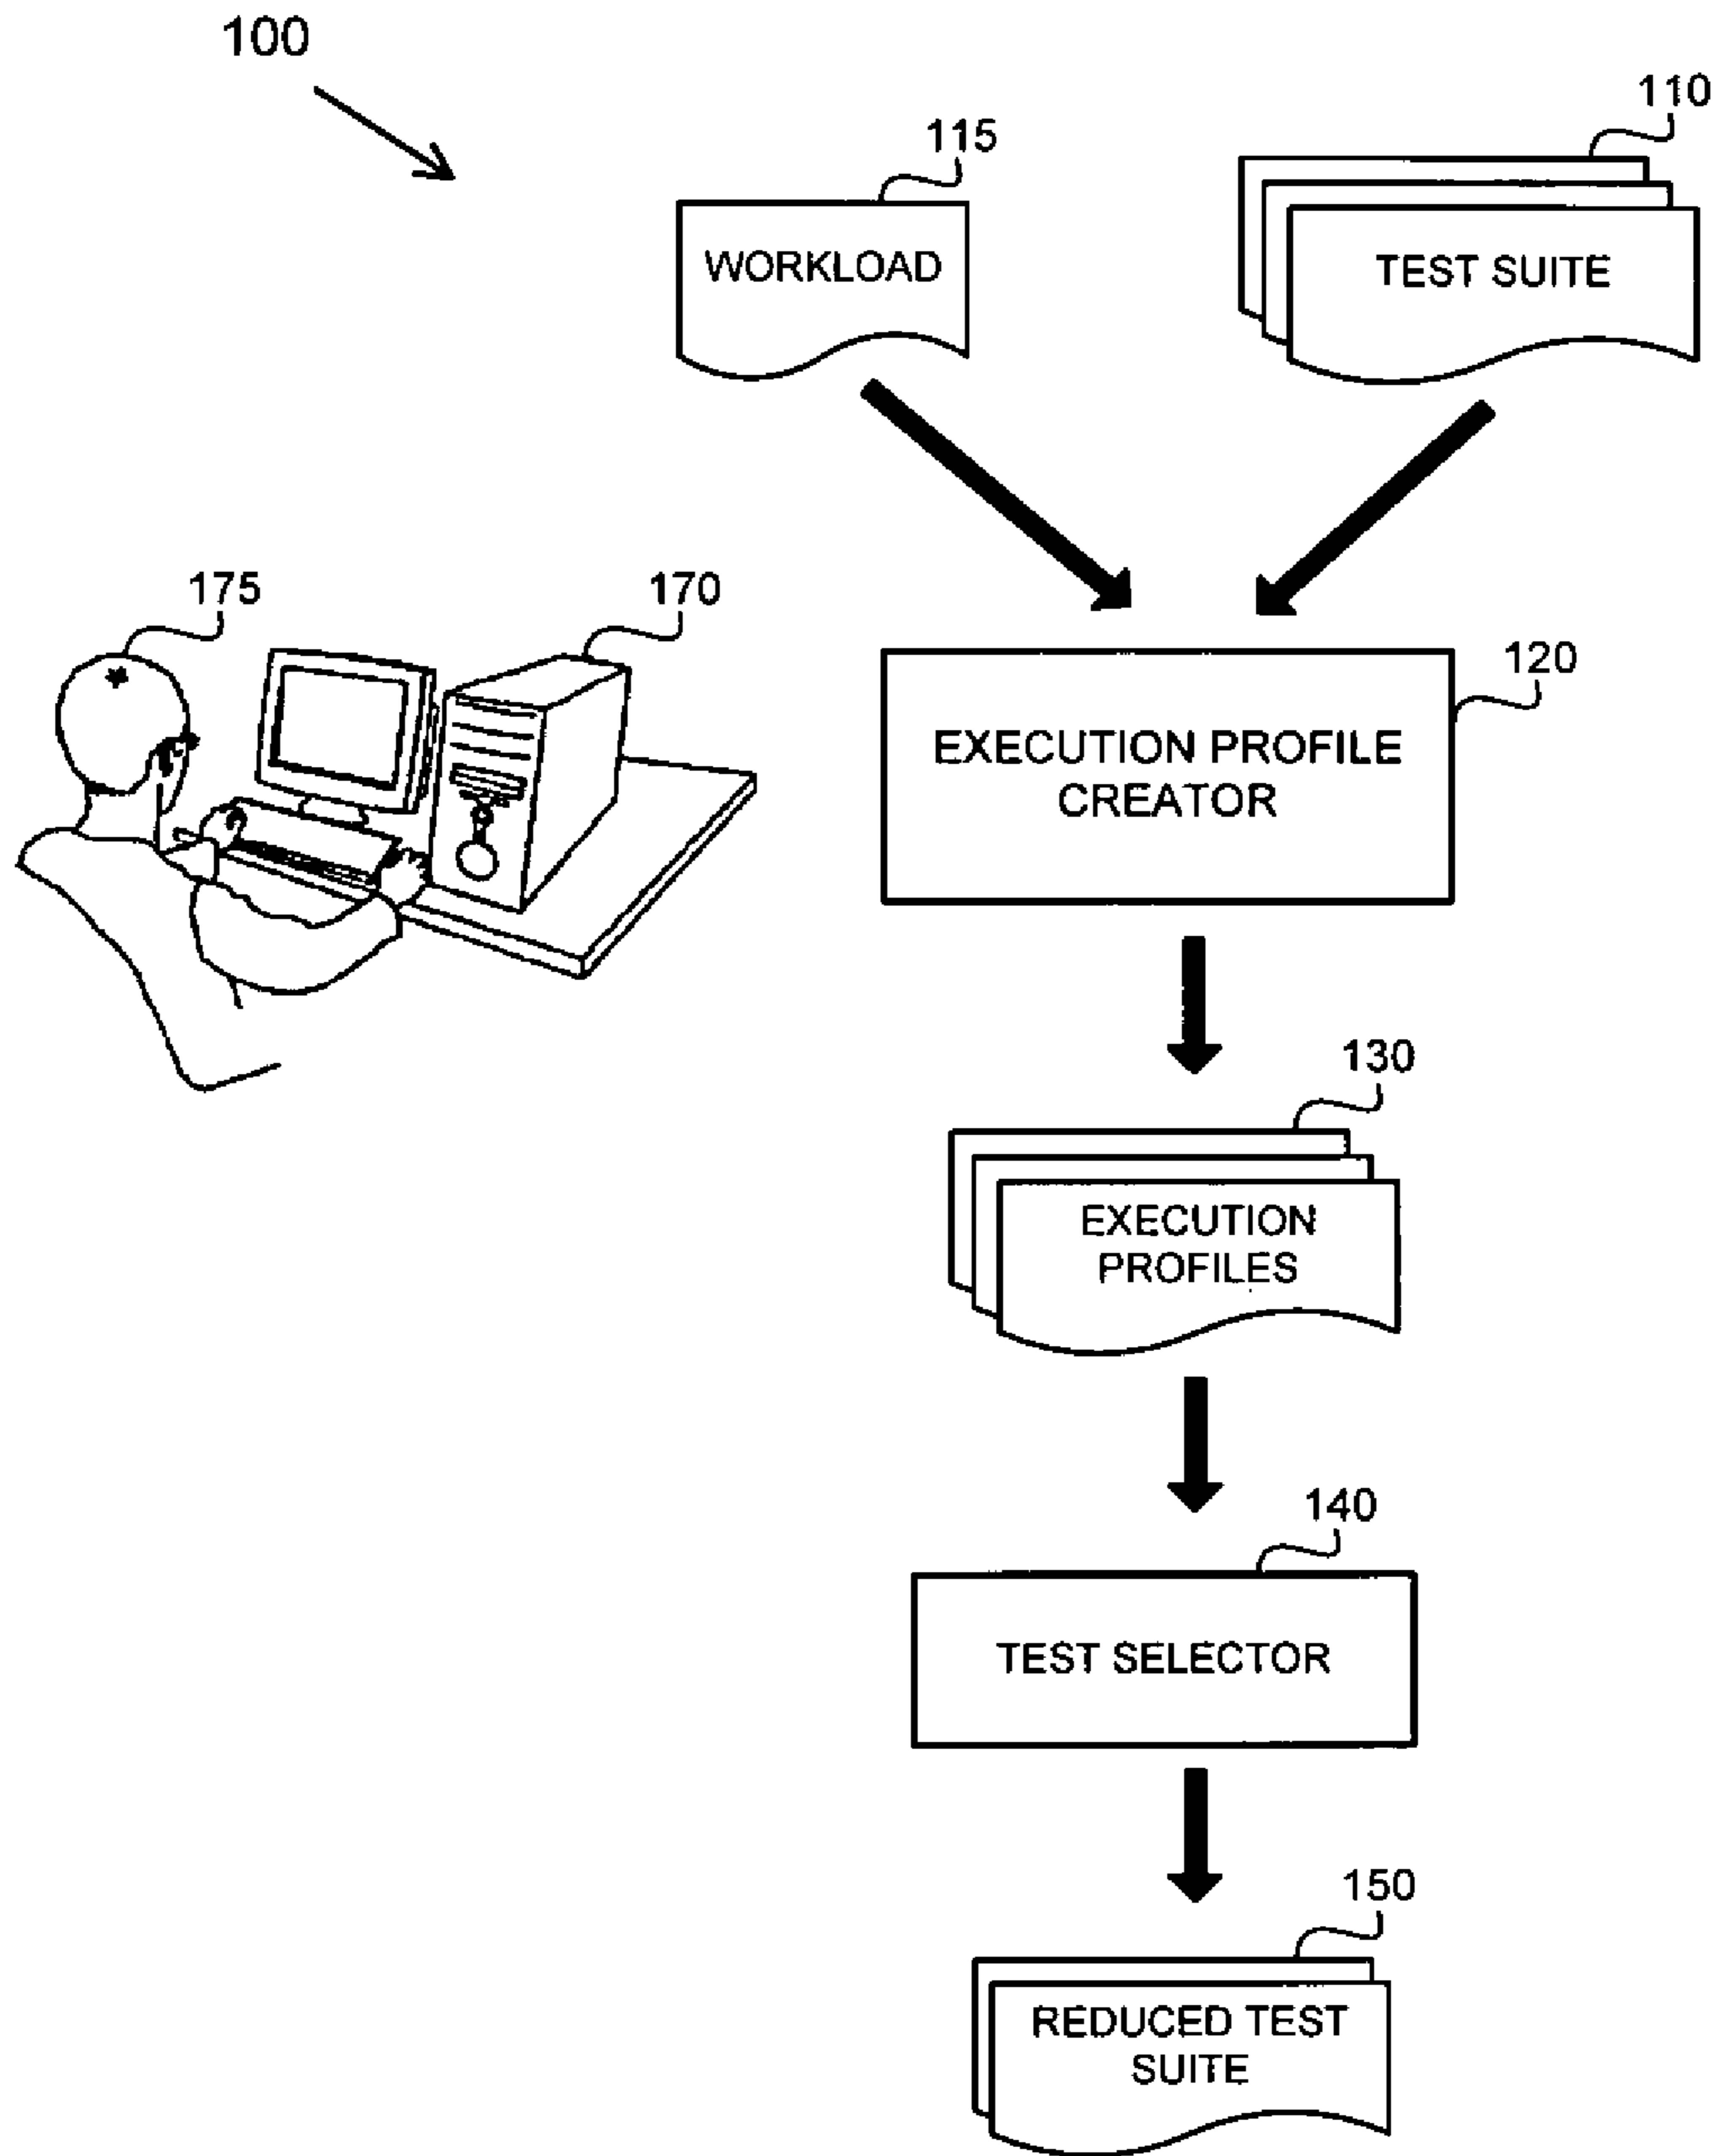 100
110
115
WORKLOAD
TEST SUITE
175
170
120
EXECUTION PROFILE
CREATOR
130
EXECUTION
PROFILES
140
TEST SELECTOR
150
REDUCED TEST
SUITE